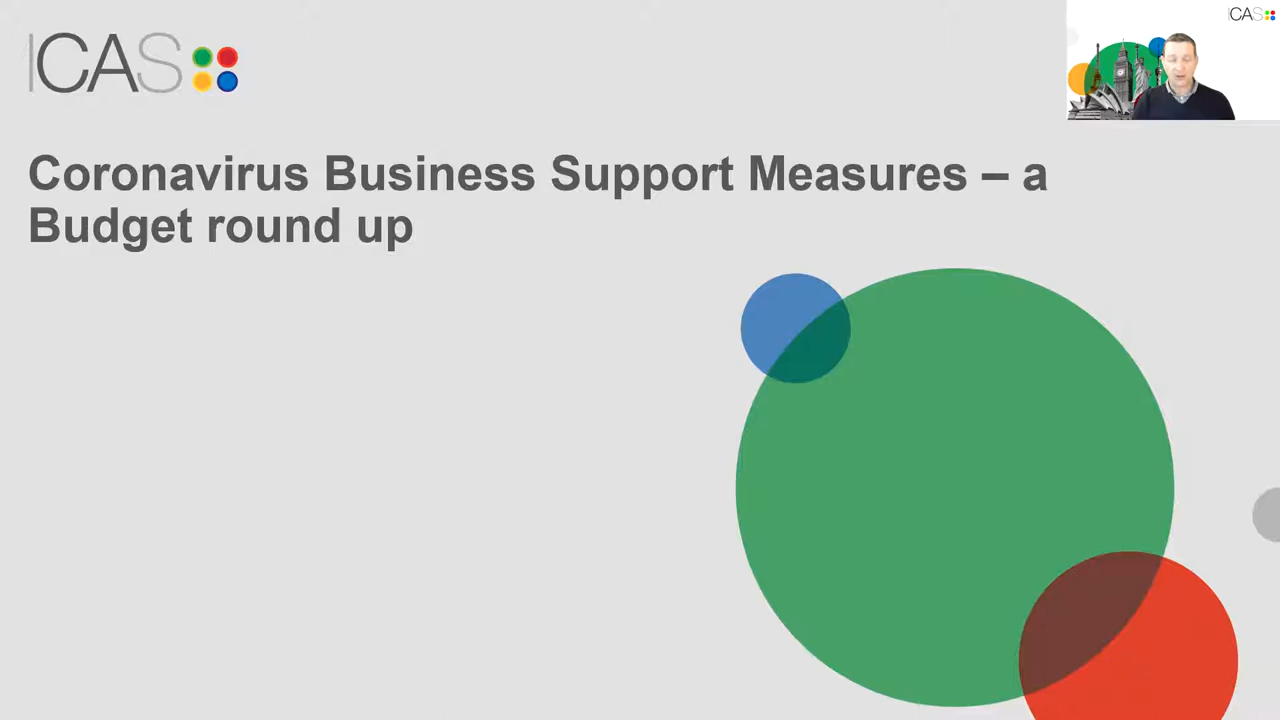 ICAS
ICAS
Coronavirus Business Support Measures – a
Budget round up